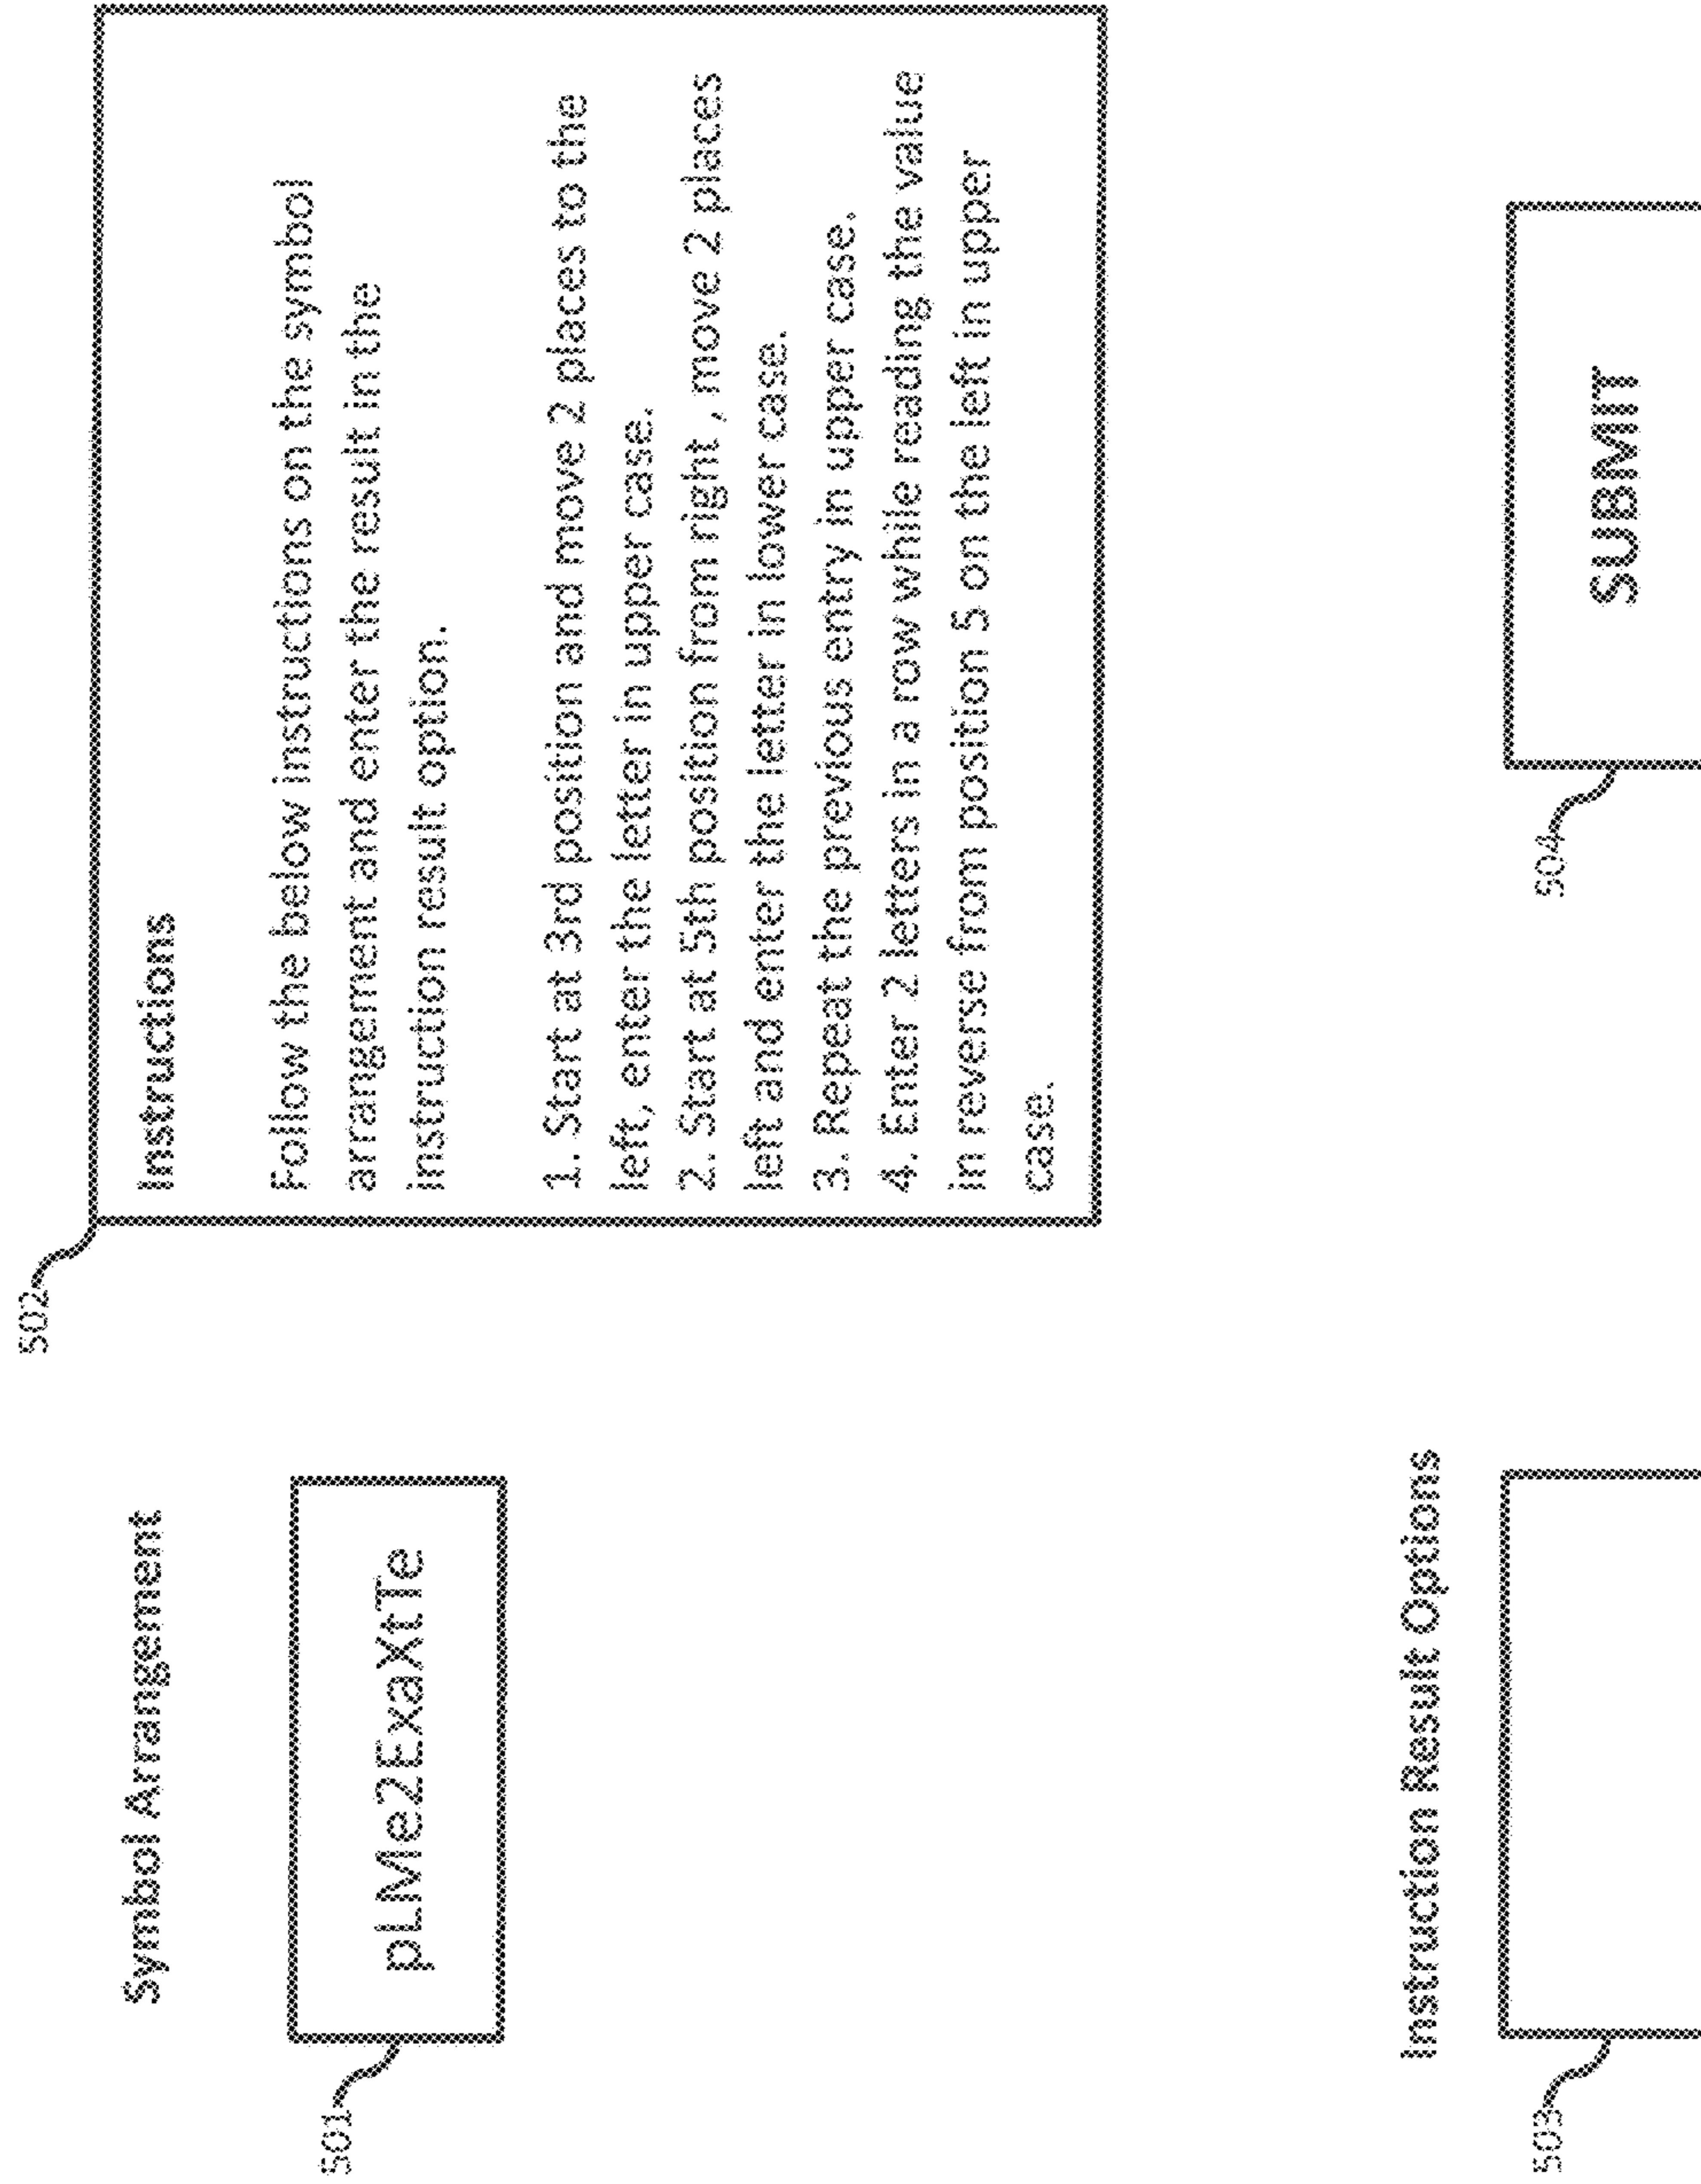 Symbol Arrangement
501
pLMe2ExaXtTe
502
Instructions
Follow the below instructions on the symbol
arrangement and enter the result in the
instruction result option.
1. Start at 3rd position and move 2 places to the
left, enter the letter in upper case.
2. Start at 5th position from right , move 2 places
left and enter the letter in lower case.
3. Repeat the previous entry in upper case.
4. Enter 2 letters in a row while reading the value
in reverse from position 5 on the left in upper
case.
Instruction Result Options
503
504
SUBMIT